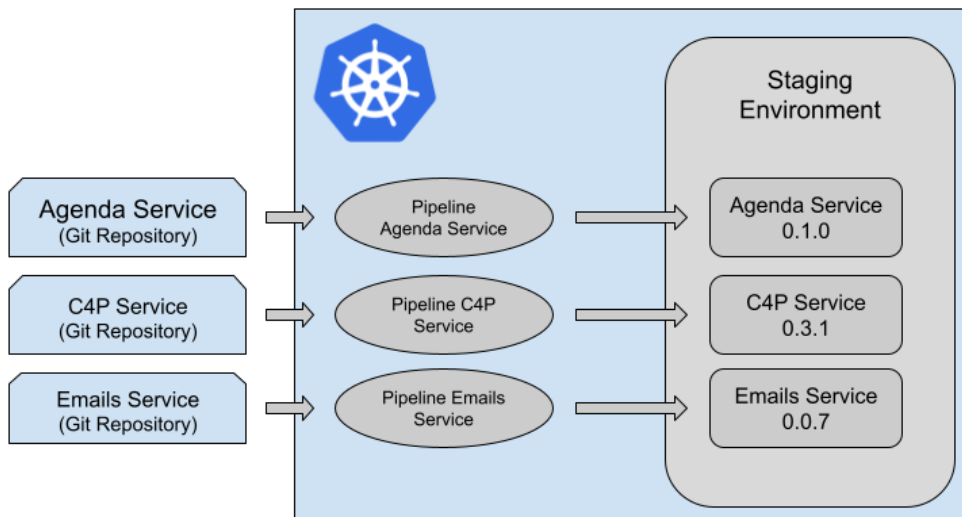 Staging
Environment
Agenda Service
(Git Repository)
Pipeline
Agenda Service
Agenda Service
0.1.0
C4P Service
(Git Repository)
Pipeline C4P
Service
C4P Service
0.3.1
Emails Service
(Git Repository)
Pipeline Emails
Service
Emails Service
0.0.7